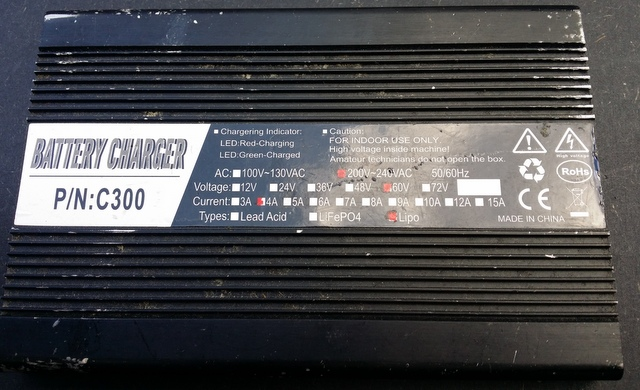 BATTERY CHARGER
P/N:C300
Chargering Indicator:
LED:Red-Charging
LED:Green-Charged
Caution:
FOR INDOOR USE ONLY
High voltage inside machine!
Amateur technicians do not open the box.
AC: 100V~130VAC 200V~240VAC 50/60Hz
Voltage: 12V 24V 36V 48V 60V 72V
Current: 3A 4A 5A 6A 7A 8A 9A 10A 12A 15A
Types: Lead Acid LiFePO4 Lipo
High voltage
RoHS
CE
MADE IN CHINA